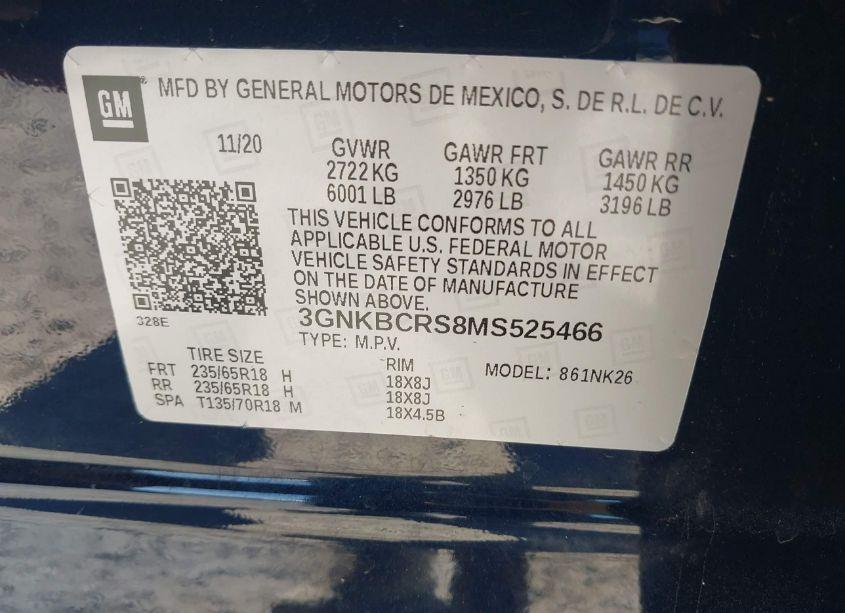 GM
MFD BY GENERAL MOTORS DE MEXICO, S. DE R.L. DE C.V.
11/20 GVWR GAWR FRT GAWR RR
2722 KG 1350 KG 1450 KG
6001 LB 2976 LB 3196 LB
THIS VEHICLE CONFORMS TO ALL
APPLICABLE U.S. FEDERAL MOTOR
VEHICLE SAFETY STANDARDS IN EFFECT
ON THE DATE OF MANUFACTURE
SHOWN ABOVE.
328E
3GNKBCRS8MS525466
TYPE: M.P.V.
TIRE SIZE RIM MODEL: 861NK26
FRT 235/65R18 H 18X8J
RR 235/65R18 H 18X8J
SPA T135/70R18 M 18X4.5B